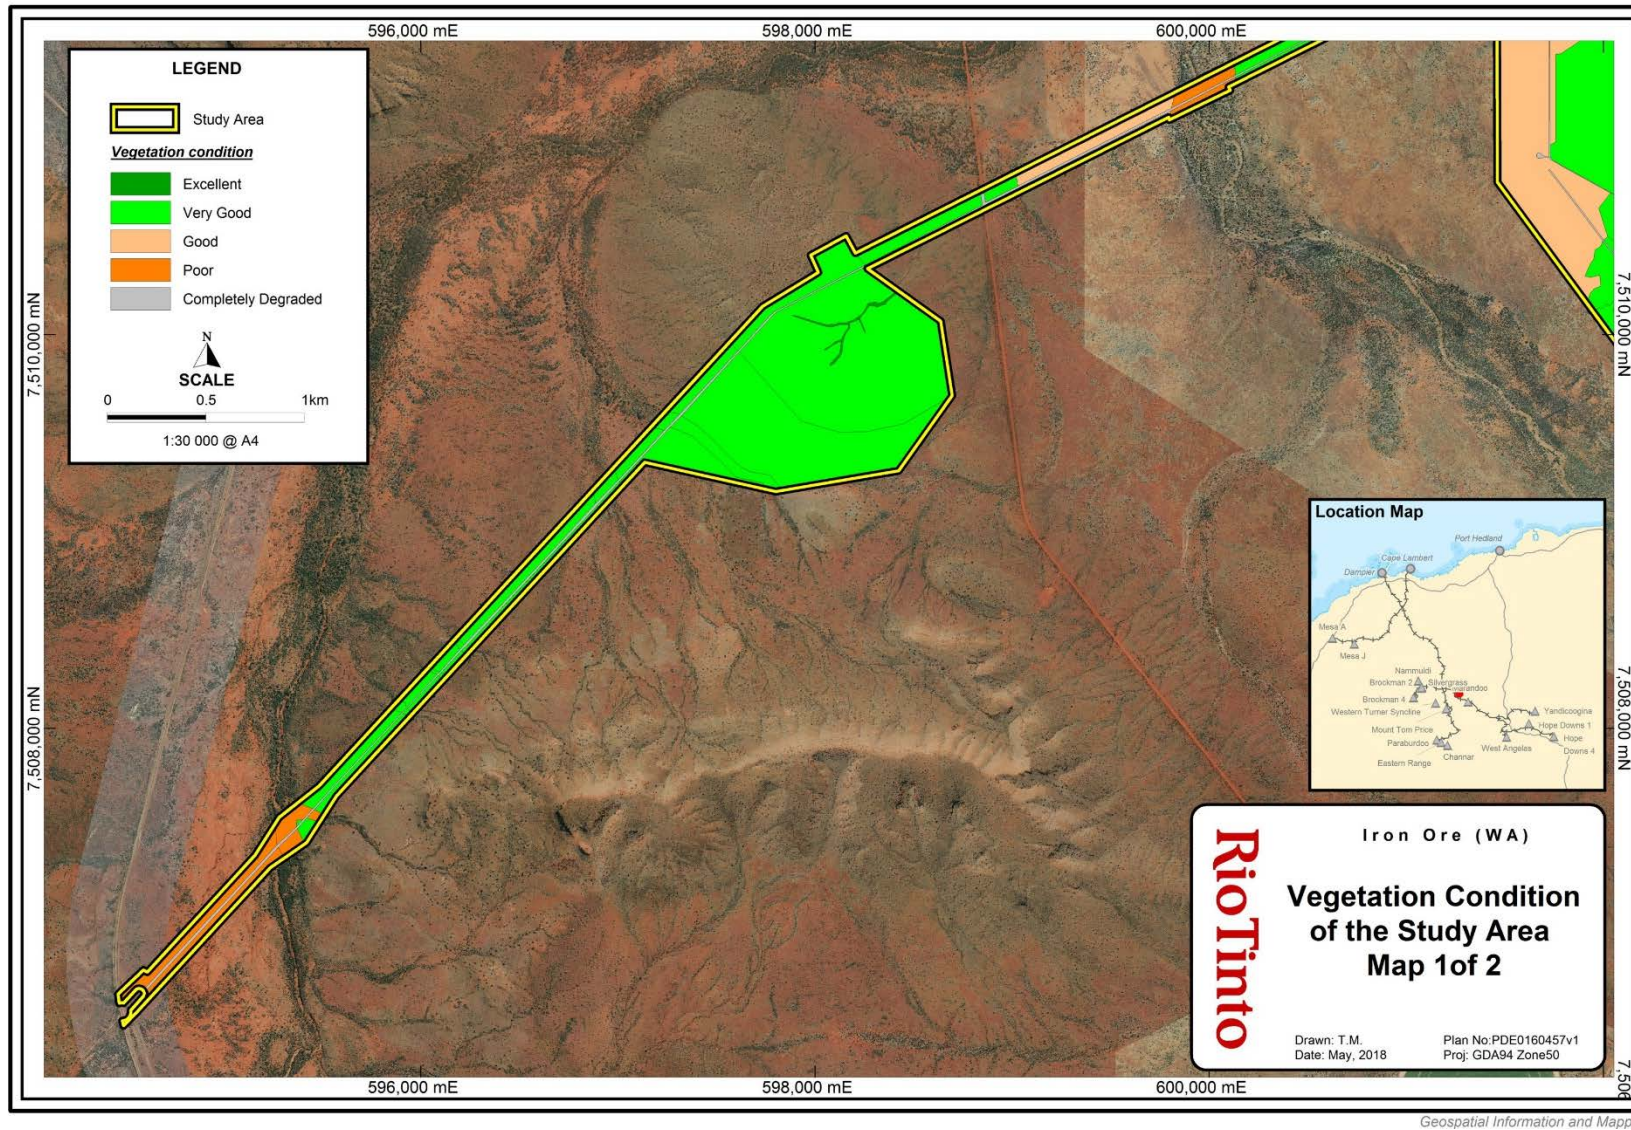 596,000 mE
598,000 mE
600,000 mE
LEGEND
Study Area
Vegetation condition
Excellent
Very Good
Good
Poor
Completely Degraded
N
SCALE
0 0.5 1km
1:30 000 @ A4
7,510,000 mN
7,508,000 mN
7,510,000 mN
7,508,000 mN
7,506
Location Map
Port Hedland
Cape Lambert
Dampier
Mesa A
Mesa J
Nammuldi
Brockman 2
Silvergrass
Marandoo
Brockman 4
Western Turner Syncline
Yandicoogina
Mount Tom Price
Hope Downs 1
Paraburdoo
Hope
Downs 4
West Angelas
Channar
Eastern Range
RioTinto
Iron Ore (WA)
Vegetation Condition
of the Study Area
Map 1of 2
Drawn: T.M.
Plan No:PDE0160457v1
Date: May, 2018
Proj: GDA94 Zone50
596,000 mE
598,000 mE
600,000 mE
Geospatial Information and Mapp